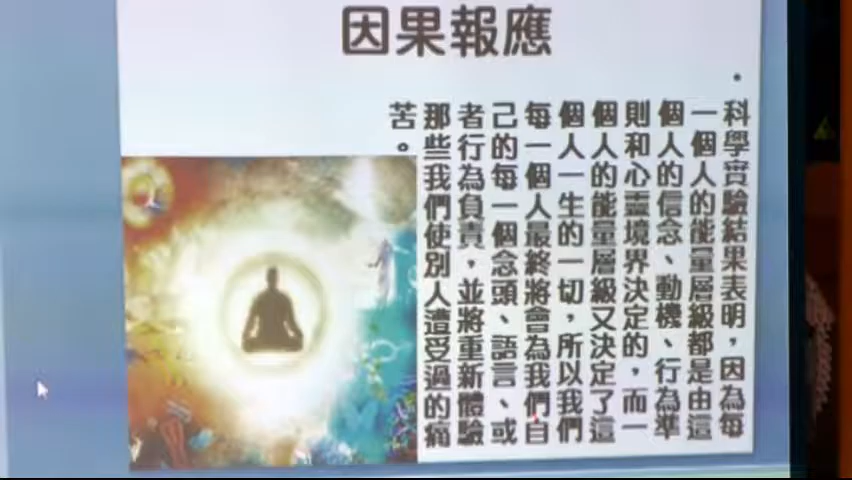 因果報應
•
科學實驗結果表明，因為每
一個人的能量層級都是由這
個人的信念、動機、行為準
則和心靈境界決定的，而一
個人的能量層級又決定了這
個人一生的一切，所以我們
每一個人最終將會為我們自
己的每一個念頭、語言、或
者行為負責，並將重新體驗
那些我們使別人遭受過的痛
苦。